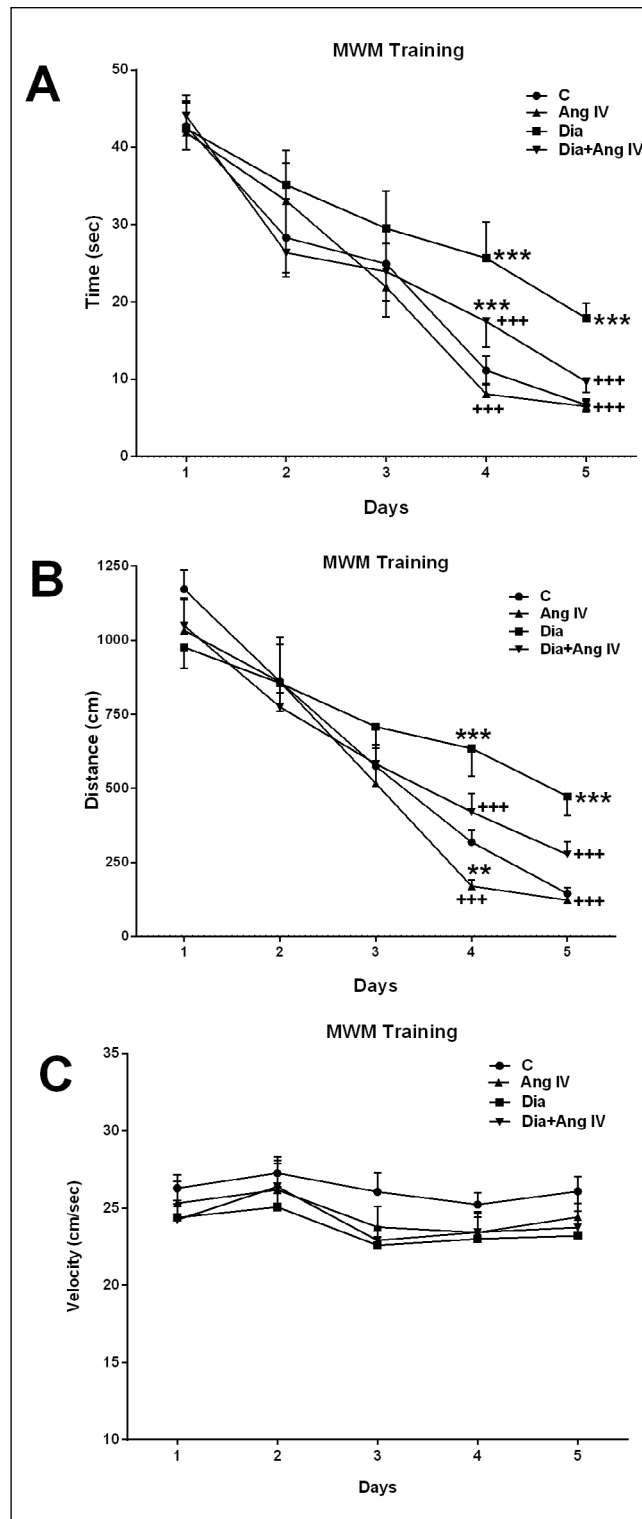 A
MWM Training
C
Ang IV
Dia
Dia+Ang IV
Time (sec)
50
40
30
20
10
0
***
***
+++
***
+++
+++
+++
1 2 3 4 5
Days
B
MWM Training
C
Ang IV
Dia
Dia+Ang IV
Distance (cm)
1250
1000
750
500
250
0
***
***
+++
+++
**
+++
+++
1 2 3 4 5
Days
C
MWM Training
C
Ang IV
Dia
Dia+Ang IV
Velocity (cm/sec)
35
30
25
20
15
10
1 2 3 4 5
Days